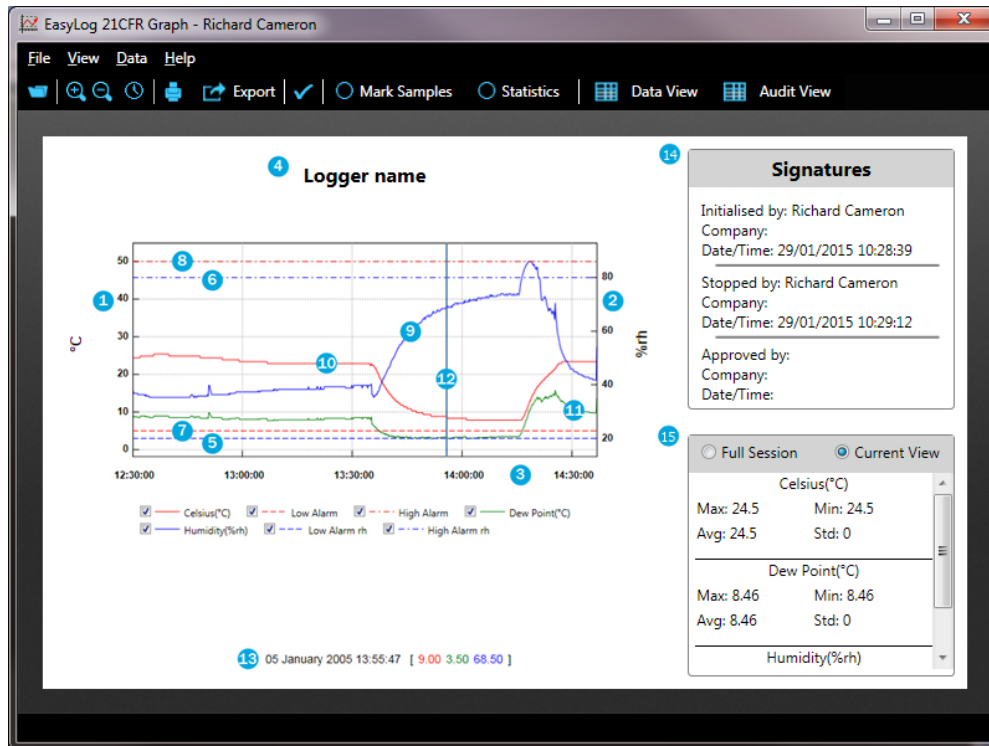 EasyLog 21CFR Graph - Richard Cameron
File View Data Help
Export Mark Samples Statistics Data View Audit View
4 Logger name
14
Signatures
Initialised by: Richard Cameron
Company:
Date/Time: 29/01/2015 10:28:39
Stopped by: Richard Cameron
Company:
Date/Time: 29/01/2015 10:29:12
Approved by:
Company:
Date/Time:
50 8
6 80
1 40 2
9 60
30
°C %rh
10
20 12 40
11
10
7
5 20
0
12:30:00 13:00:00 13:30:00 14:00:00 3 14:30:00
Celsius(°C) Low Alarm High Alarm Dew Point(°C)
Humidity(%rh) Low Alarm rh High Alarm rh
13 05 January 2005 13:55:47 [ 9.00 3.50 68.50 ]
15
Full Session Current View
Celsius(°C)
Max: 24.5 Min: 24.5
Avg: 24.5 Std: 0
Dew Point(°C)
Max: 8.46 Min: 8.46
Avg: 8.46 Std: 0
Humidity(%rh)